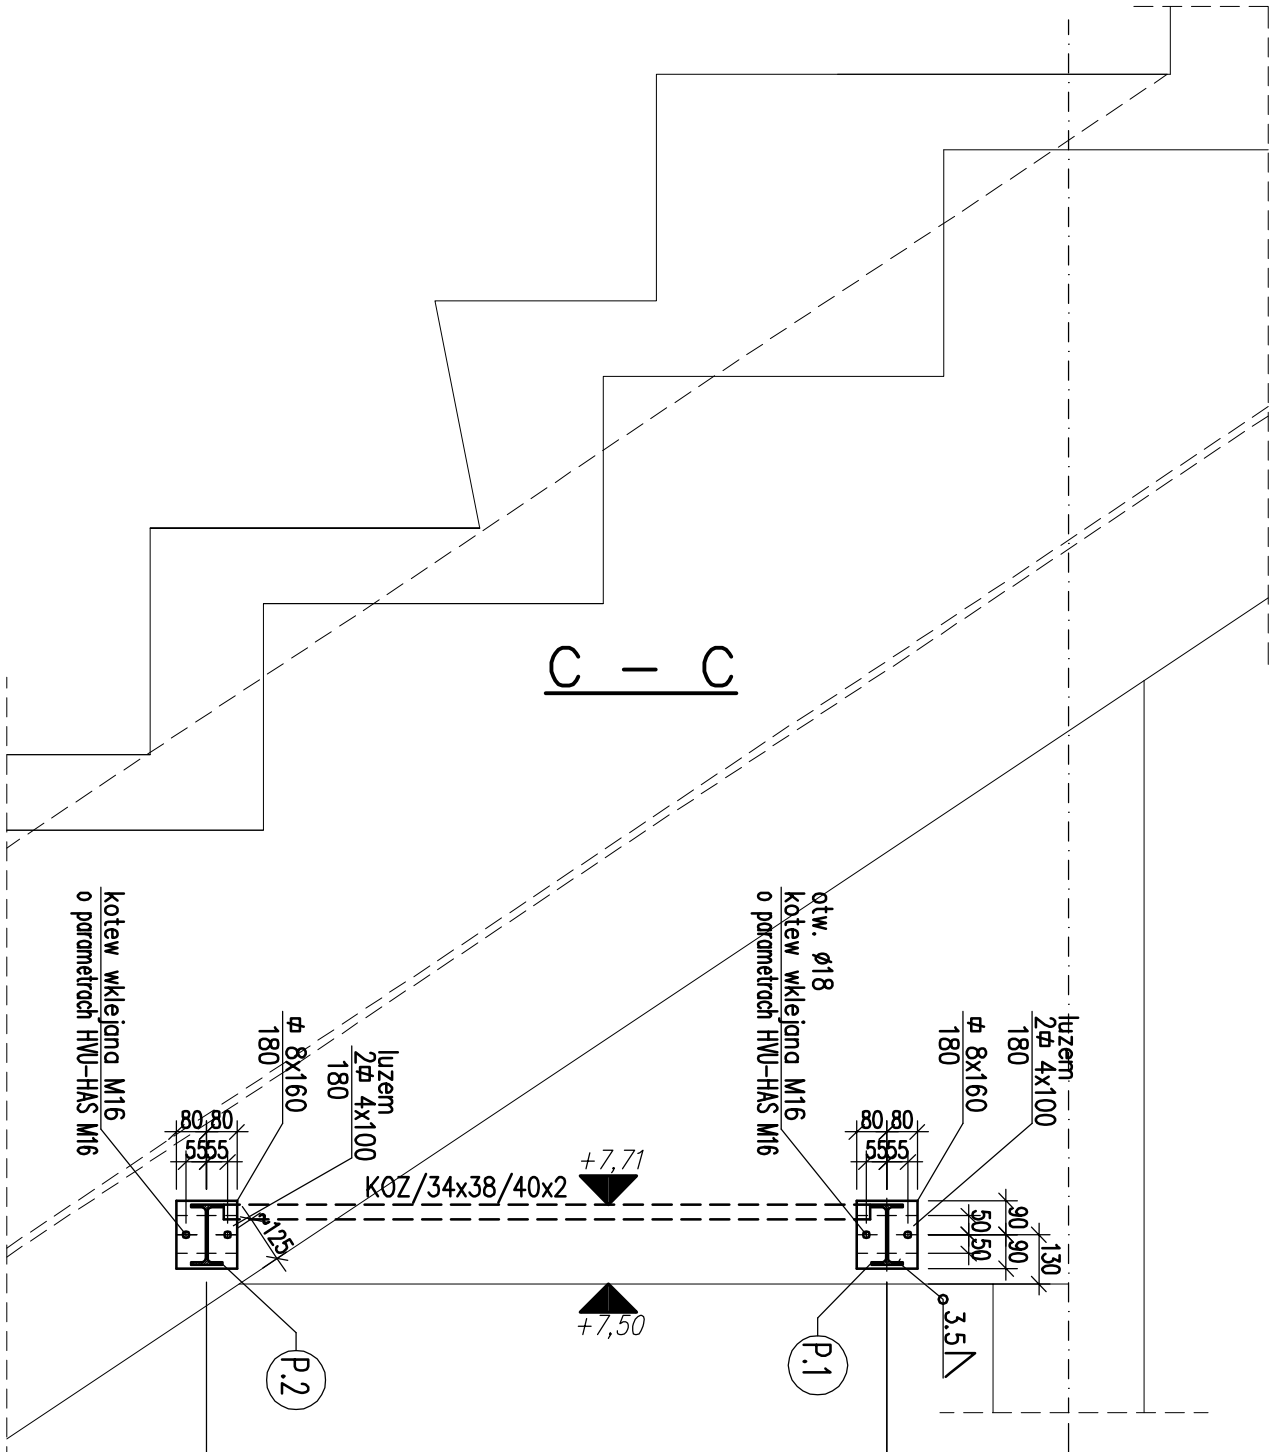 C – C
otw. ø18
kotew wklejana M16
o parametrach HVU-HAS M16
luzem
2⏛ 4x100
180
⏛ 8x160
180
kotew wklejana M16
o parametrach HVU-HAS M16
⏛ 8x160
180
luzem
2⏛ 4x100
180
80 80
55 55
80 80
55 55
+7,71
KOZ/34x38/40x2
~125
90 90
50 50
130
+7,50
3.5
P.1
P.2